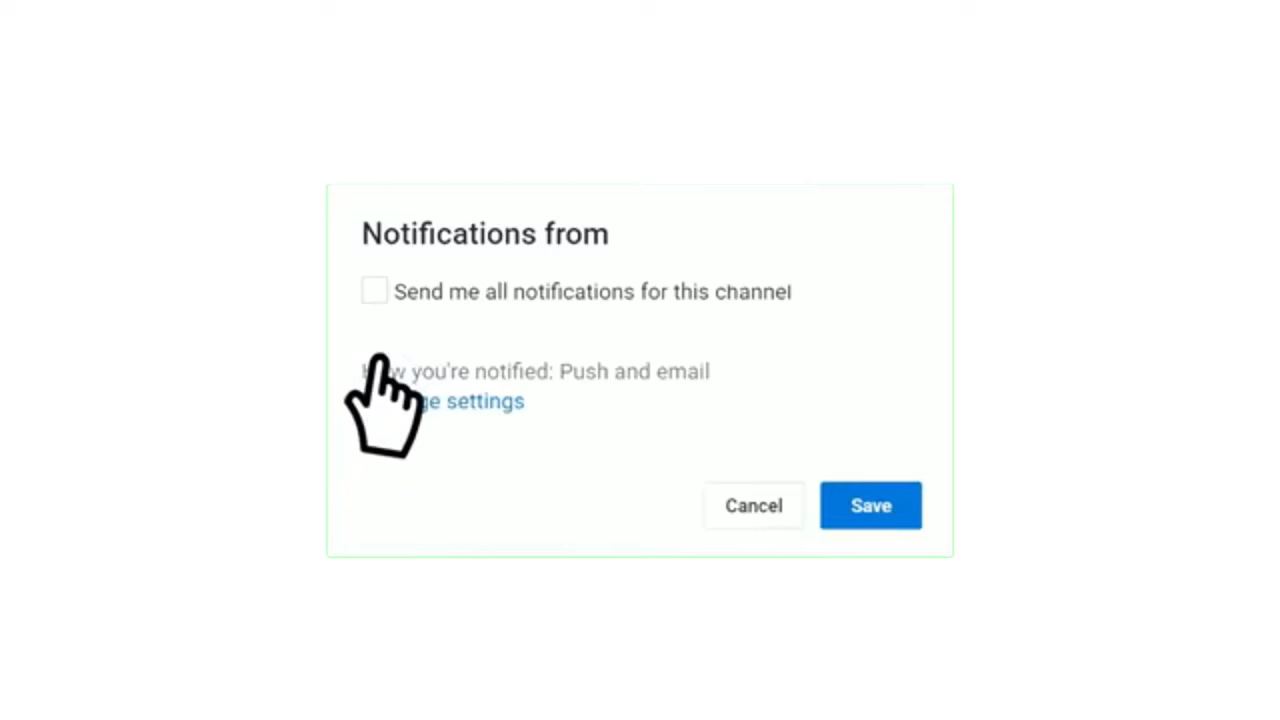 Notifications from
Send me all notifications for this channel
you're notified: Push and email
settings
Cancel
Save